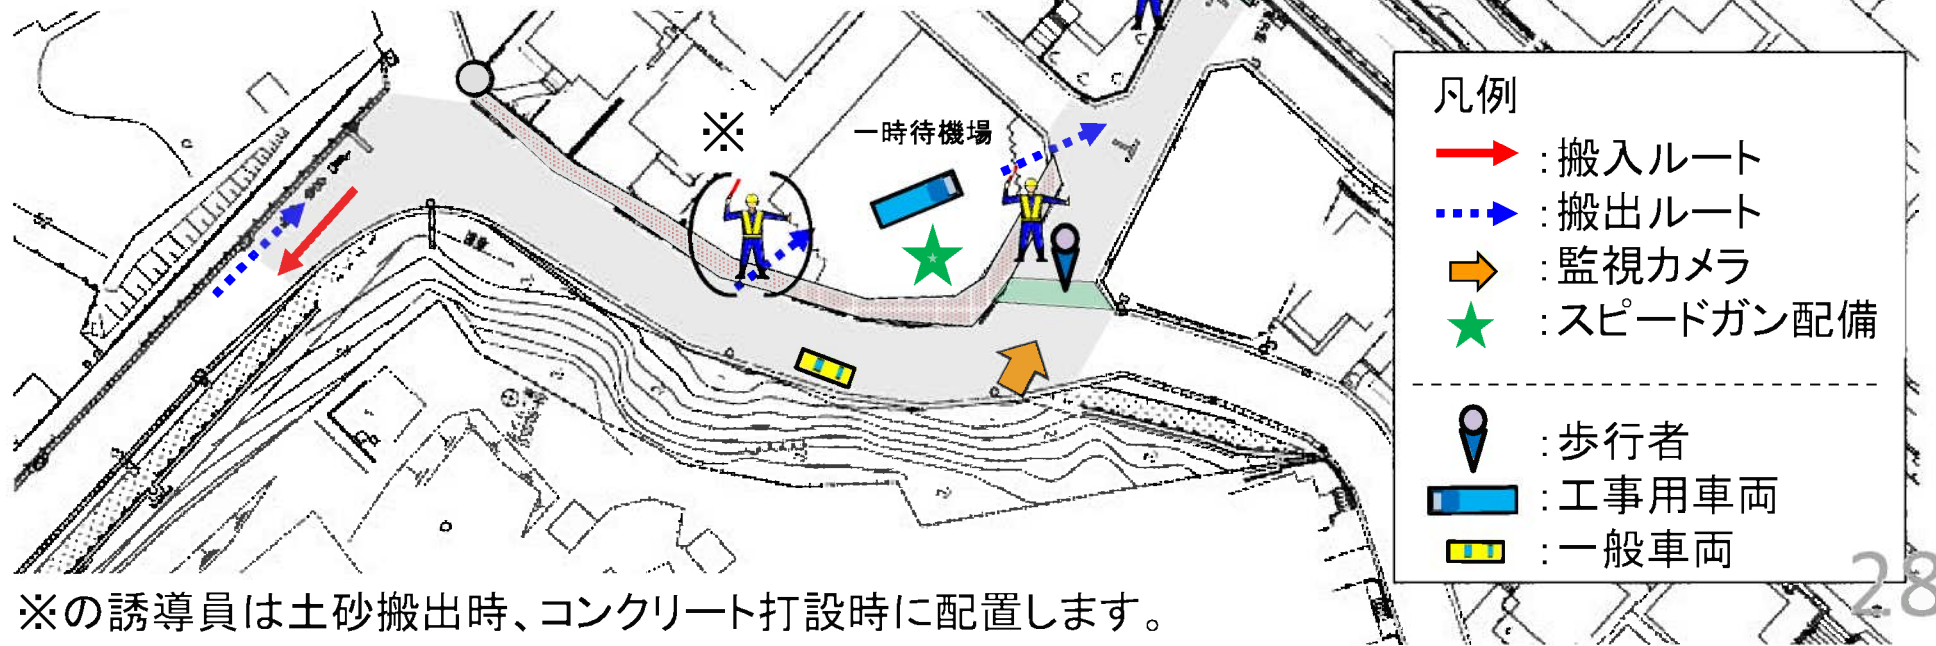 ※
一時待機場
凡例
:搬入ルート
:搬出ルート
:監視カメラ
:スピードガン配備
:歩行者
:工事用車両
:一般車両
28
※の誘導員は土砂搬出時、コンクリート打設時に配置します。